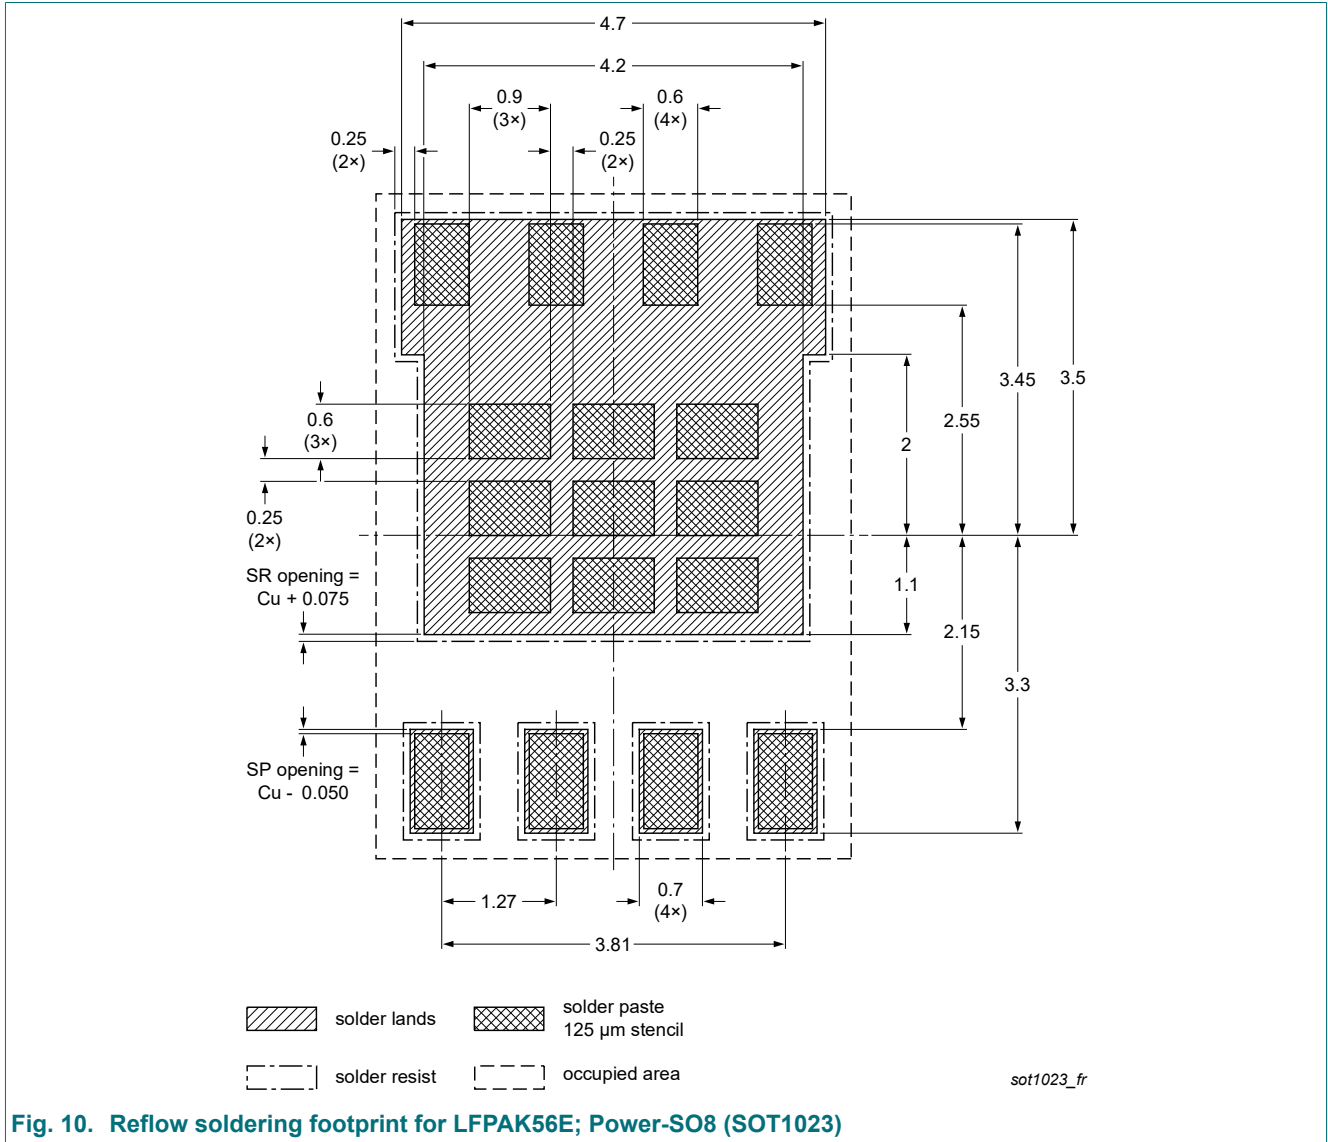 4.7
4.2
0.9
(3×)
0.6
(4×)
0.25
(2×)
0.25
(2×)
0.6
(3×)
0.25
(2×)
3.45
3.5
2.55
2
SR opening =
Cu + 0.075
1.1
2.15
3.3
SP opening =
Cu - 0.050
1.27
0.7
(4×)
3.81
solder lands
solder paste
125 µm stencil
solder resist
occupied area
sot1023_fr
Fig. 10. Reflow soldering footprint for LFPAK56E; Power-SO8 (SOT1023)